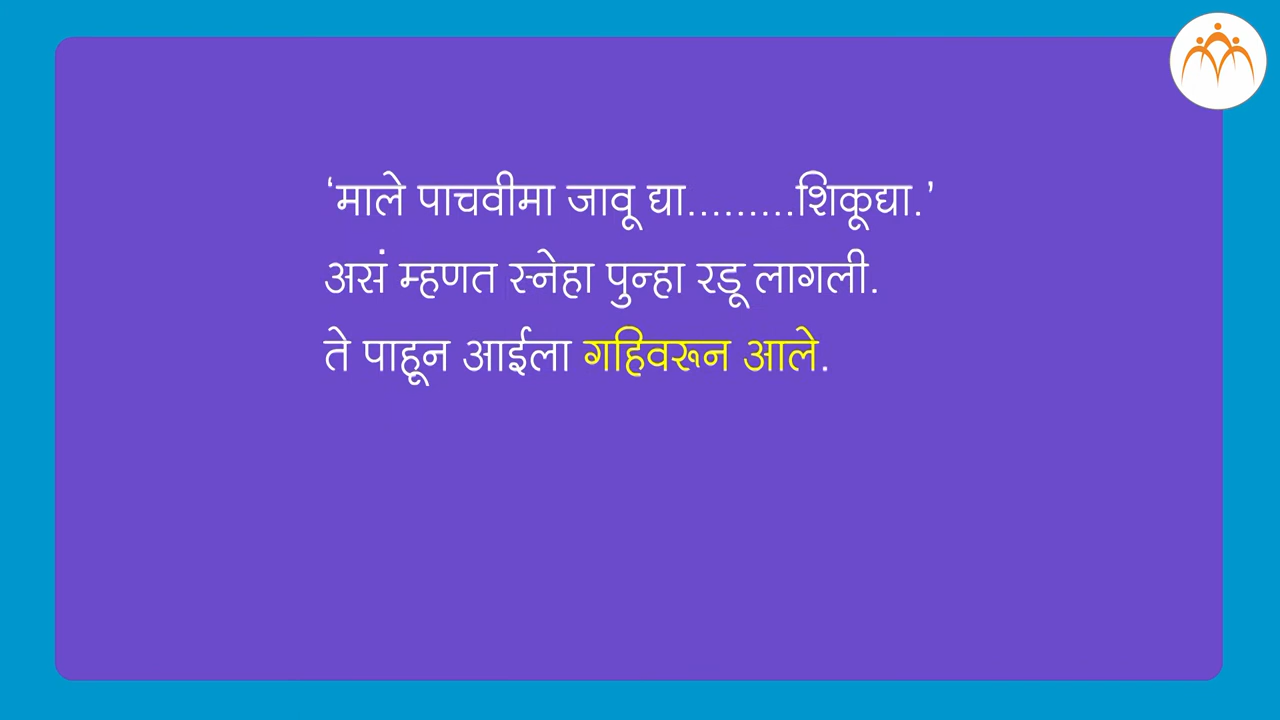 ‘माले पाचवीमा जावू द्या.........शिकूद्या.’
असं म्हणत स्नेहा पुन्हा रडू लागली.
ते पाहून आईला गहिवरून आले.